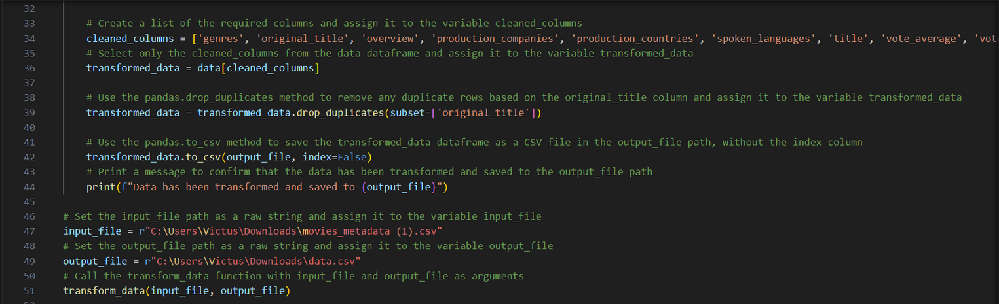 32
33 # Create a list of the required columns and assign it to the variable cleaned_columns
34 cleaned_columns = ['genres', 'original_title', 'overview', 'production_companies', 'production_countries', 'spoken_languages', 'title', 'vote_average', 'vot
35 # Select only the cleaned_columns from the data dataframe and assign it to the variable transformed_data
36 transformed_data = data[cleaned_columns]
37
38 # Use the pandas.drop_duplicates method to remove any duplicate rows based on the original_title column and assign it to the variable transformed_data
39 transformed_data = transformed_data.drop_duplicates(subset=['original_title'])
40
41 # Use the pandas.to_csv method to save the transformed_data dataframe as a CSV file in the output_file path, without the index column
42 transformed_data.to_csv(output_file, index=False)
43 # Print a message to confirm that the data has been transformed and saved to the output_file path
44 print(f"Data has been transformed and saved to {output_file}")
45
46 # Set the input_file path as a raw string and assign it to the variable input_file
47 input_file = r"C:\Users\Victus\Downloads\movies_metadata (1).csv"
48 # Set the output_file path as a raw string and assign it to the variable output_file
49 output_file = r"C:\Users\Victus\Downloads\data.csv"
50 # Call the transform_data function with input_file and output_file as arguments
51 transform_data(input_file, output_file)